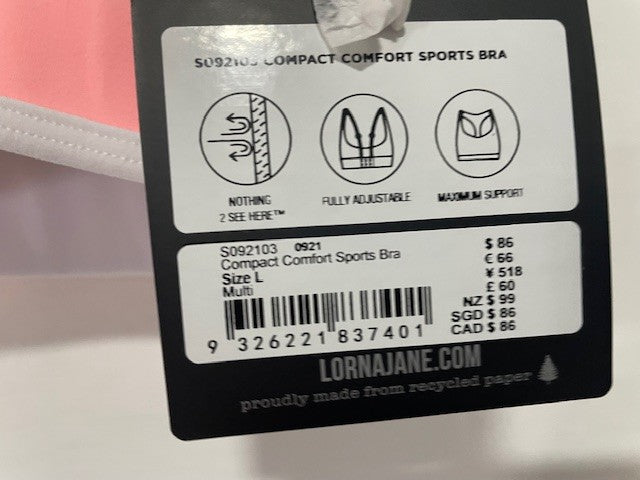 S092103 COMPACT COMFORT SPORTS BRA
NOTHING
2 SEE HERE™
FULLY ADJUSTABLE
MAXIMUM SUPPORT
S092103 0921
Compact Comfort Sports Bra
Size L
Multi
$ 86
€ 66
¥ 518
£ 60
NZ $ 99
SGD $ 86
CAD $ 86
9 326221 837401
LORNAJANE.COM
proudly made from recycled paper